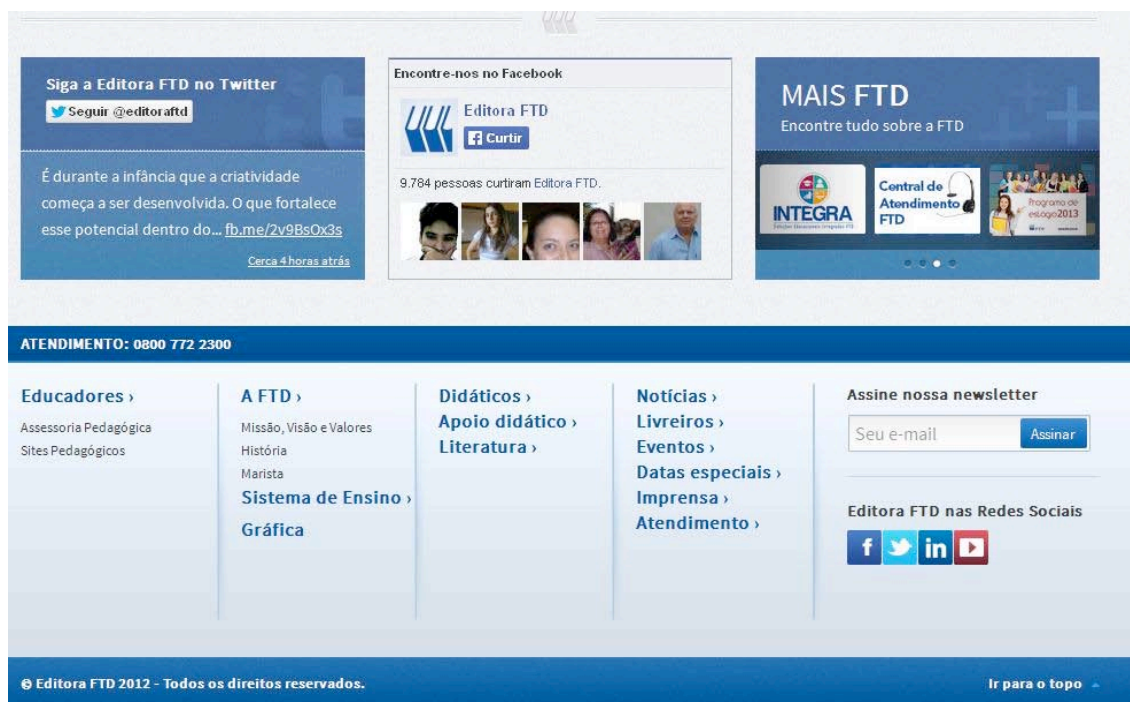 Siga a Editora FTD no Twitter
Seguir @editoraftd
É durante a infância que a criatividade
começa a ser desenvolvida. O que fortalece
esse potencial dentro do... fb.me/2v9BsOx3s
Cerca 4 horas atrás
Encontre-nos no Facebook
Editora FTD
Curtir
9.784 pessoas curtiram Editora FTD.
MAIS FTD
Encontre tudo sobre a FTD
INTEGRA
Central de
Atendimento
FTD
Programa de
esLago2013
ATENDIMENTO: 0800 772 2300
Educadores ›
Assessoria Pedagógica
Sites Pedagógicos
A FTD ›
Missão, Visão e Valores
História
Marista
Sistema de Ensino ›
Gráfica
Didáticos ›
Apoio didático ›
Literatura ›
Notícias ›
Livreiros ›
Eventos ›
Datas especiais ›
Imprensa ›
Atendimento ›
Assine nossa newsletter
Seu e-mail
Assinar
Editora FTD nas Redes Sociais
© Editora FTD 2012 - Todos os direitos reservados.
Ir para o topo